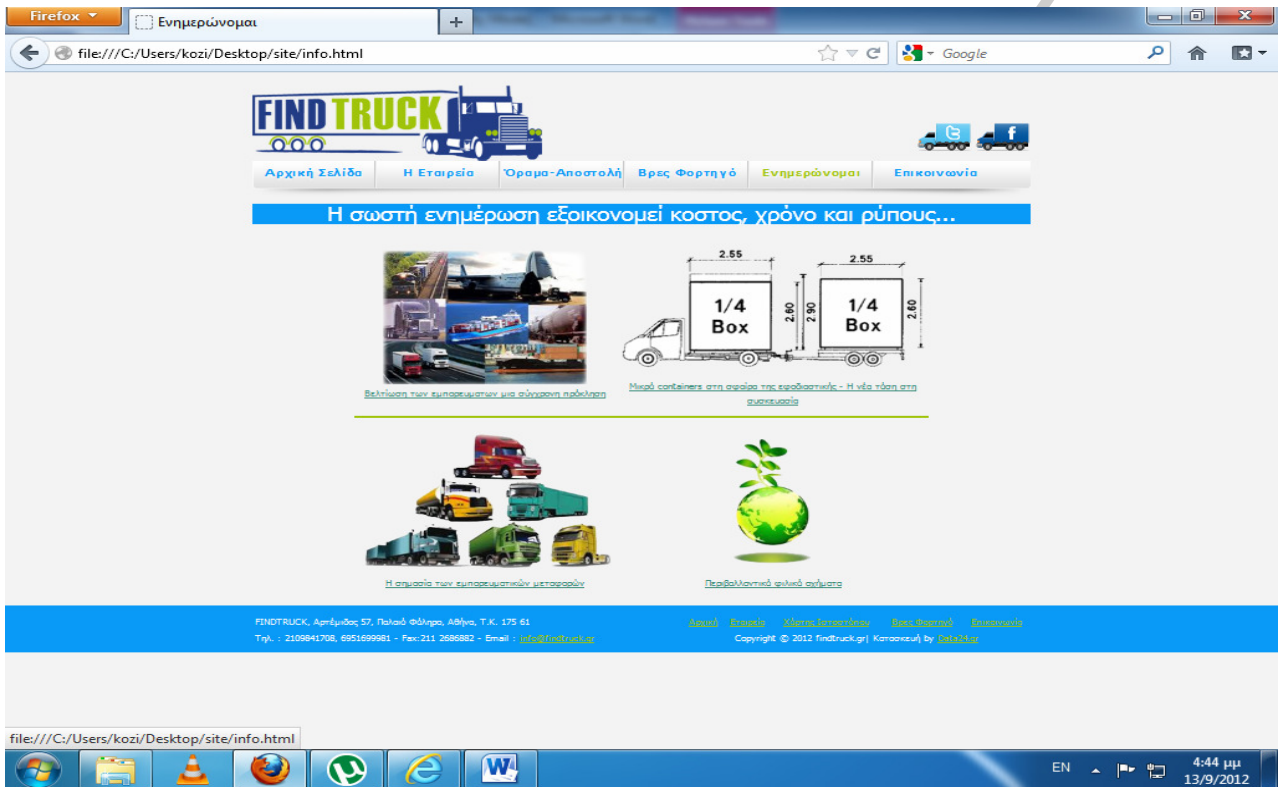 Firefox
Ενημερώνομαι
file:///C:/Users/kozi/Desktop/site/info.html
Google
FIND TRUCK
Αρχική Σελίδα Η Εταιρεία Όραμα-Αποστολή Βρες Φορτηγό Ενημερώνομαι Επικοινωνία
Η σωστή ενημέρωση εξοικονομεί κοστος, χρόνο και ρύπους...
2.55 2.55
1/4 Box 2.60 2.90 1/4 Box 2.60
Βελτίωση των εμπορευματων μια σύγχρονη πρόκληση
Μικρά containers στη σφαίρα της εφοδιαστικής - Η νέα τάση στη
συσκευασία
Η σημασία των εμπορευματικών μεταφορών
Περιβαλλοντικά φιλικά οχήματα
FINDTRUCK, Αρτέμιδος 57, Παλαιό Φάληρο, Αθήνα, Τ.Κ. 175 61
Τηλ. : 2109841708, 6951699981 - Fax:211 2686882 - Email : info@findtruck.gr
Αρχική Εταιρεία Χάρτης Ιστοτόπου Βρες Φορτηγό Επικοινωνία
Copyright © 2012 findtruck.gr| Κατασκευή by Data24.gr
file:///C:/Users/kozi/Desktop/site/info.html
EN
4:44 μμ
13/9/2012